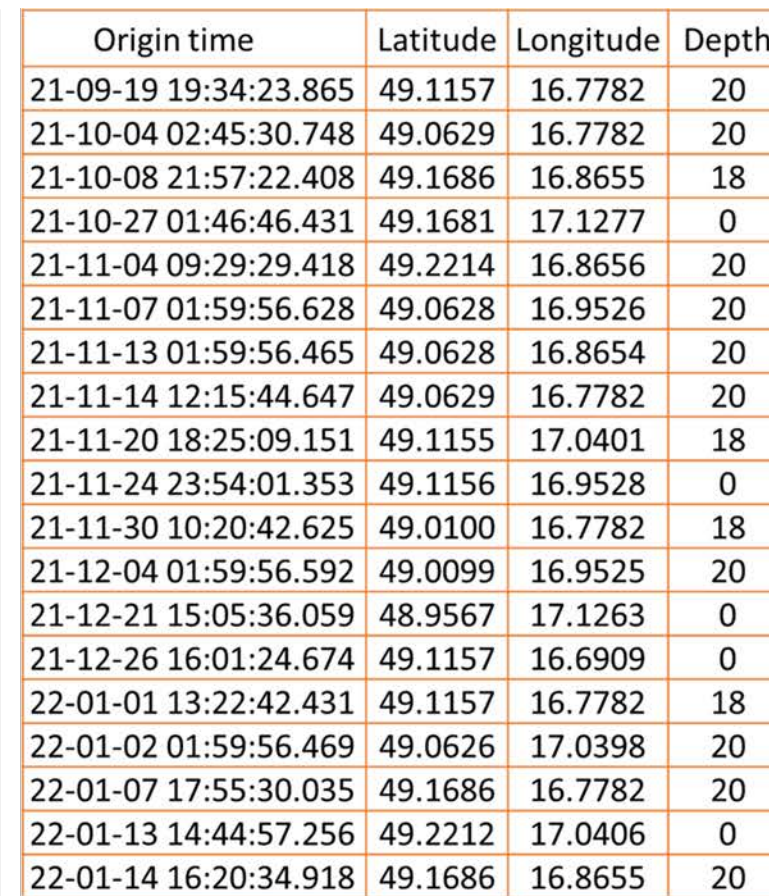 Origin time Latitude Longitude Depth
21-09-19 19:34:23.865 49.1157 16.7782 20
21-10-04 02:45:30.748 49.0629 16.7782 20
21-10-08 21:57:22.408 49.1686 16.8655 18
21-10-27 01:46:46.431 49.1681 17.1277 0
21-11-04 09:29:29.418 49.2214 16.8656 20
21-11-07 01:59:56.628 49.0628 16.9526 20
21-11-13 01:59:56.465 49.0628 16.8654 20
21-11-14 12:15:44.647 49.0629 16.7782 20
21-11-20 18:25:09.151 49.1155 17.0401 18
21-11-24 23:54:01.353 49.1156 16.9528 0
21-11-30 10:20:42.625 49.0100 16.7782 18
21-12-04 01:59:56.592 49.0099 16.9525 20
21-12-21 15:05:36.059 48.9567 17.1263 0
21-12-26 16:01:24.674 49.1157 16.6909 0
22-01-01 13:22:42.431 49.1157 16.7782 18
22-01-02 01:59:56.469 49.0626 17.0398 20
22-01-07 17:55:30.035 49.1686 16.7782 20
22-01-13 14:44:57.256 49.2212 17.0406 0
22-01-14 16:20:34.918 49.1686 16.8655 20